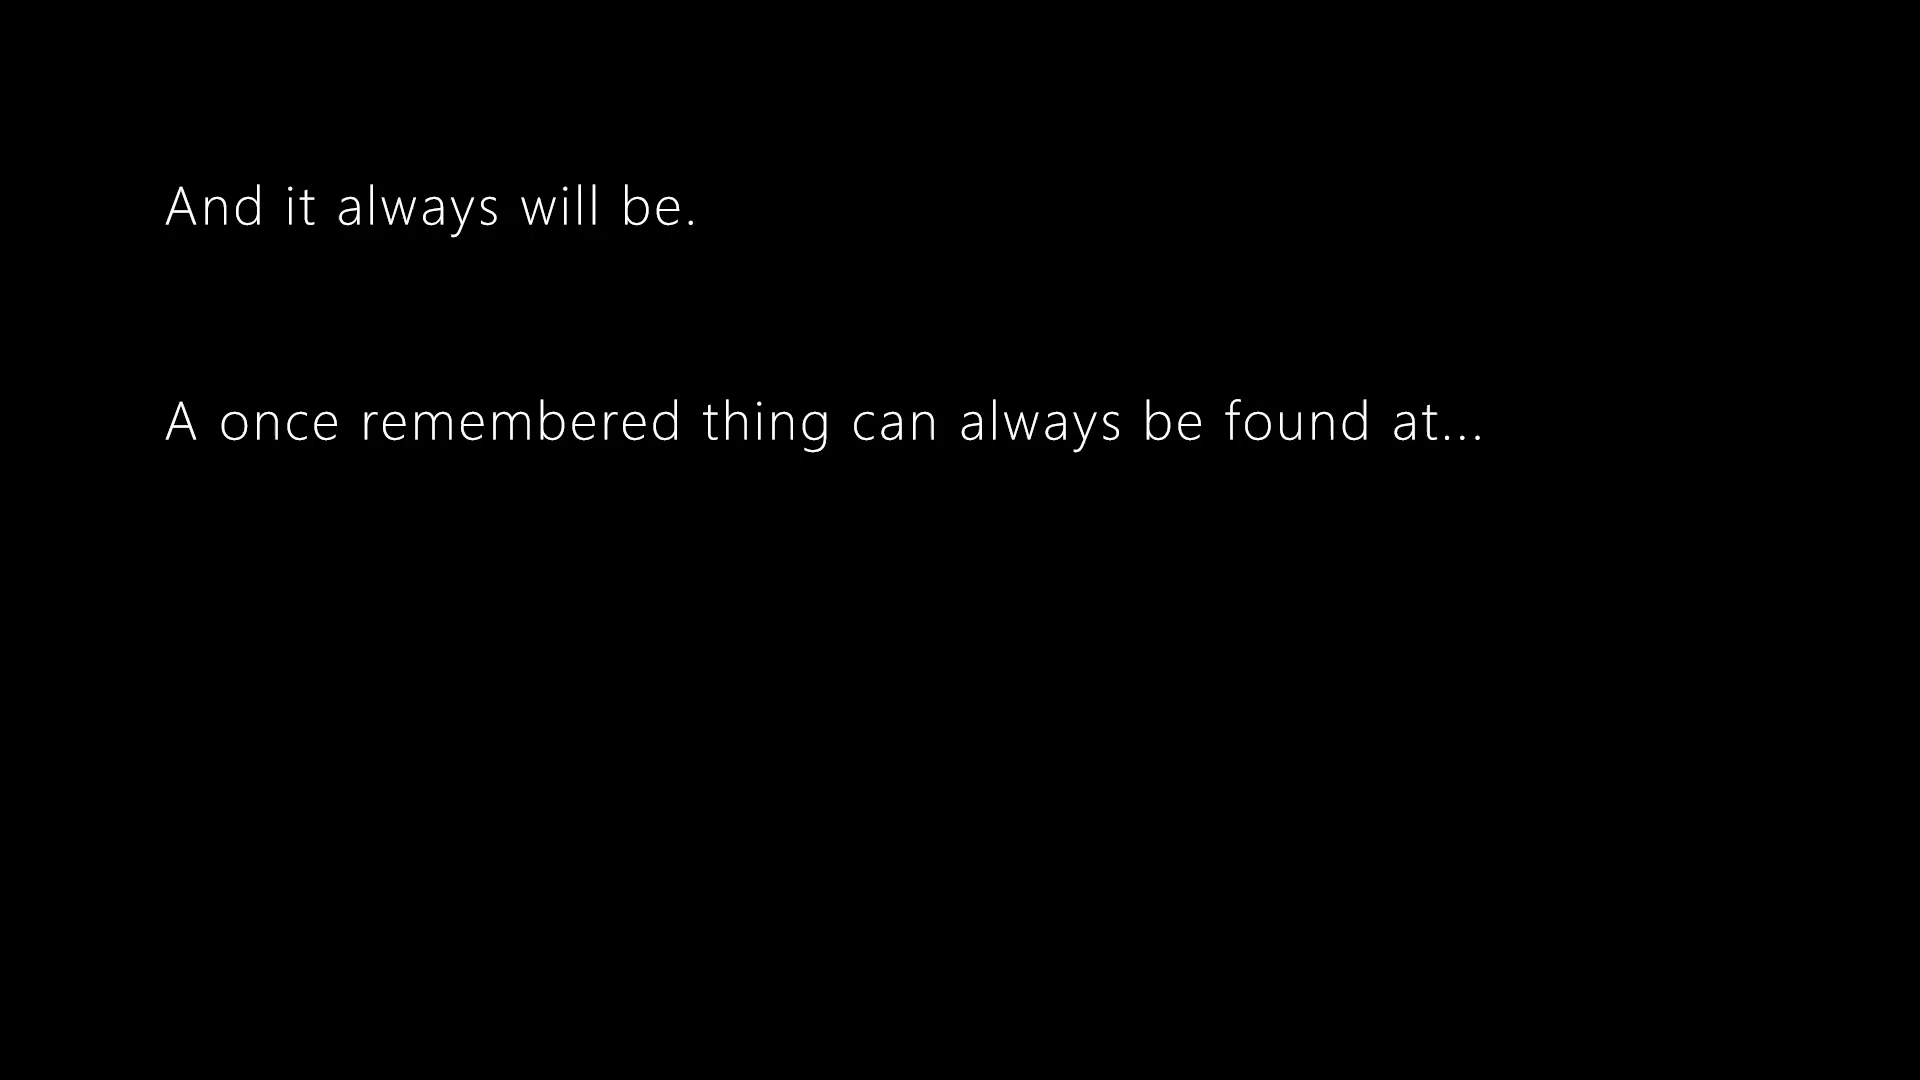 And it always will be.
A once remembered thing can always be found at...